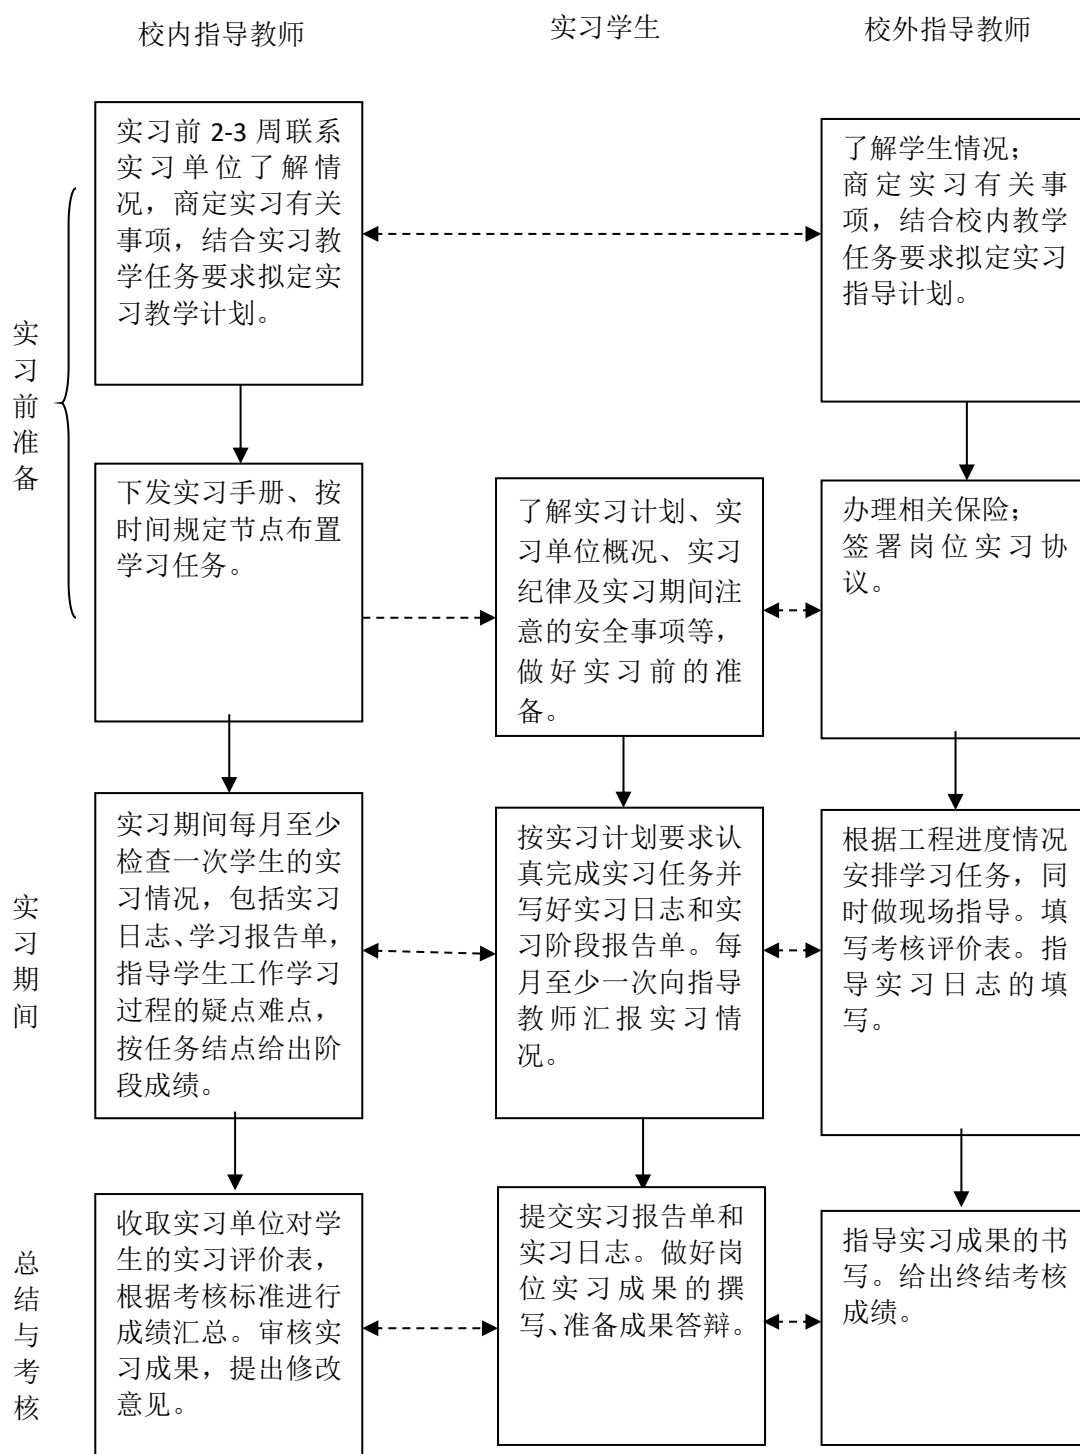 校内指导教师
实习学生
校外指导教师
实习前准备
实习前 2-3 周联系
实习单位了解情
况，商定实习有关
事项，结合实习教
学任务要求拟定实
习教学计划。
了解学生情况；
商定实习有关事
项，结合校内教学
任务要求拟定实习
指导计划。
下发实习手册、按
时间规定节点布置
学习任务。
了解实习计划、实
习单位概况、实习
纪律及实习期间注
意的安全事项等，
做好实习前的准
备。
办理相关保险；
签署岗位实习协
议。
实习期间
实习期间每月至少
检查一次学生的实
习情况，包括实习
日志、学习报告单，
指导学生工作学习
过程的疑点难点，
按任务结点给出阶
段成绩。
按实习计划要求认
真完成实习任务并
写好实习日志和实
习阶段报告单。每
月至少一次向指导
教师汇报实习情
况。
根据工程进度情况
安排学习任务，同
时做现场指导。填
写考核评价表。指
导实习日志的填
写。
总结与考核
收取实习单位对学
生的实习评价表，
根据考核标准进行
成绩汇总。审核实
习成果，提出修改
意见。
提交实习报告单和
实习日志。做好岗
位实习成果的撰
写、准备成果答辩。
指导实习成果的书
写。给出终结考核
成绩。